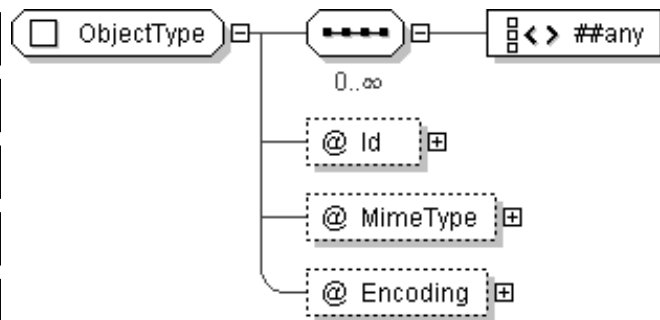 ObjectType
##any
0..∞
@ Id
@ MimeType
@ Encoding